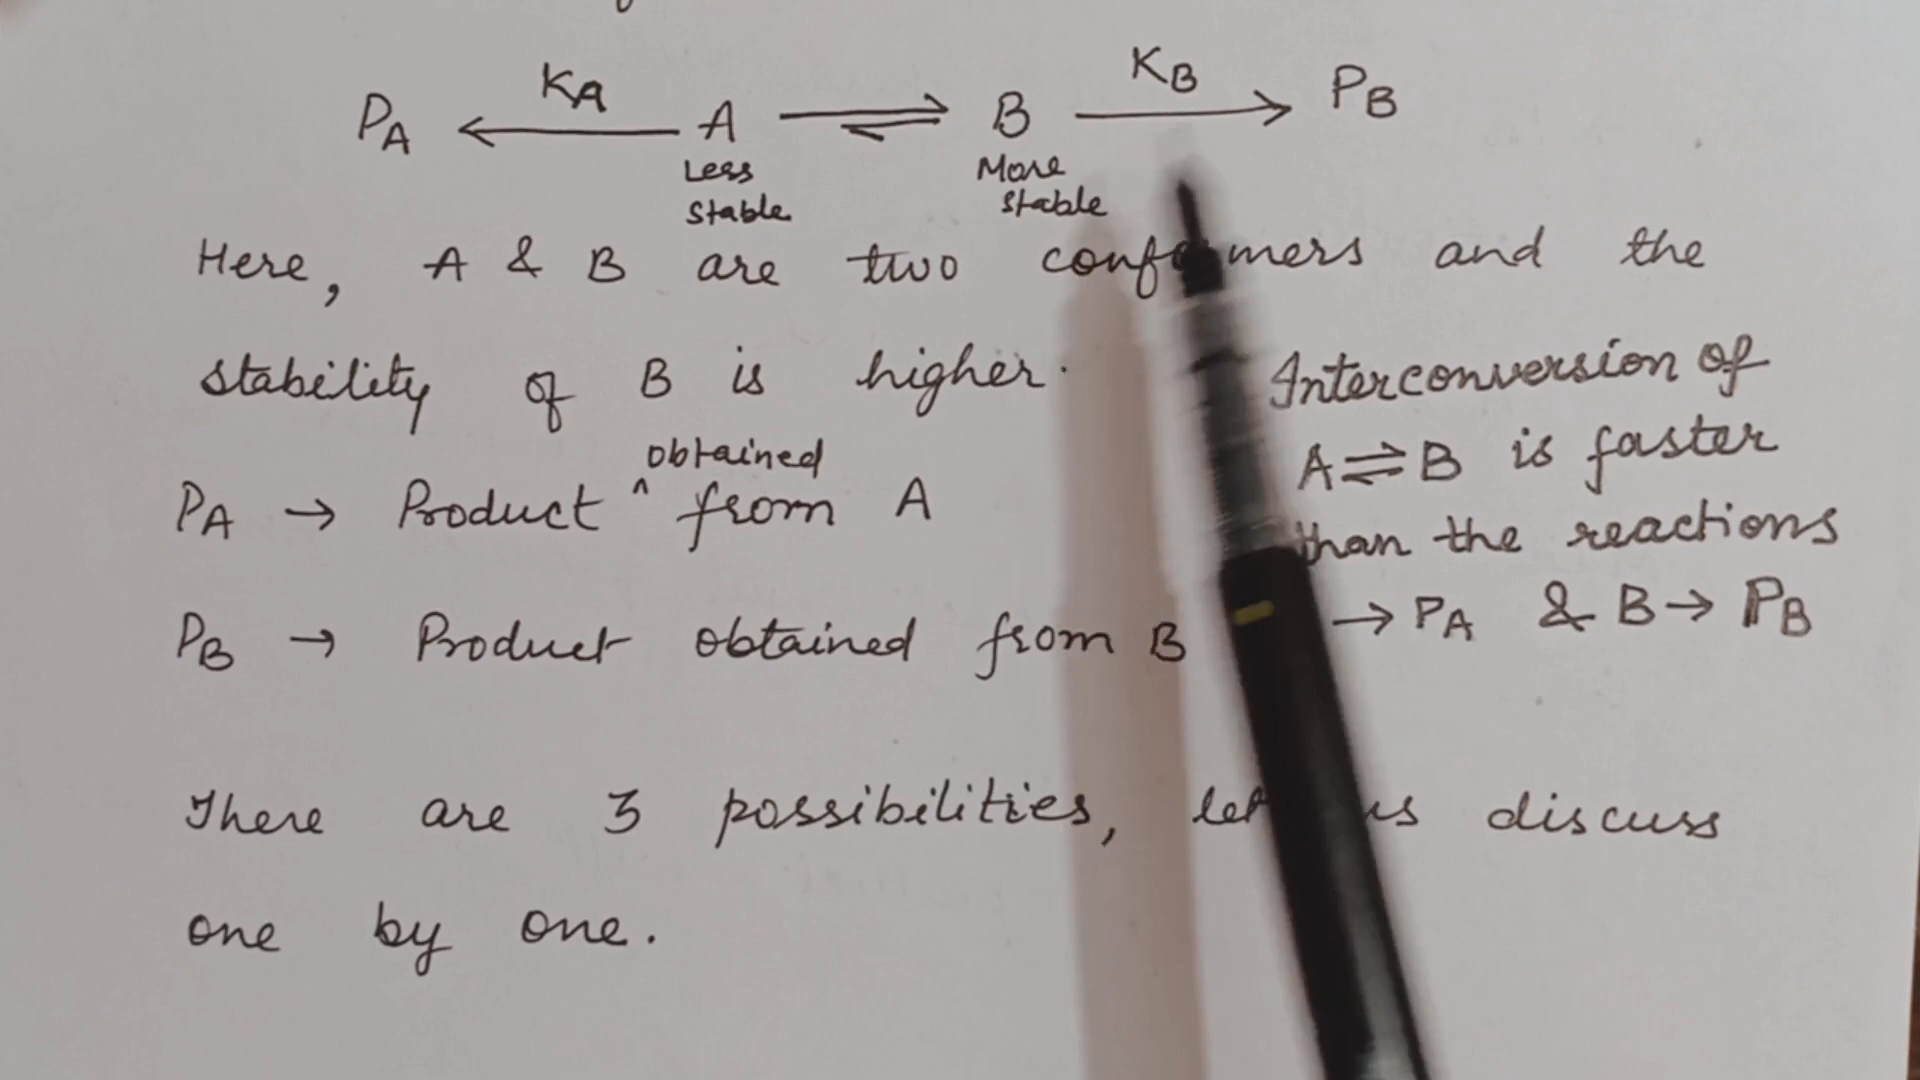 KA KB
PA ← A ⇌ B → PB
Less More
stable stable
Here, A & B are two mers and the
stability of B is higher.
obtained
PA → Product ^ from A
PB → Product obtained from B
Interconversion of
A ⇌ B is faster
than the reactions
→ PA & B → PB
There are 3 possibilities, discuss
one by one.